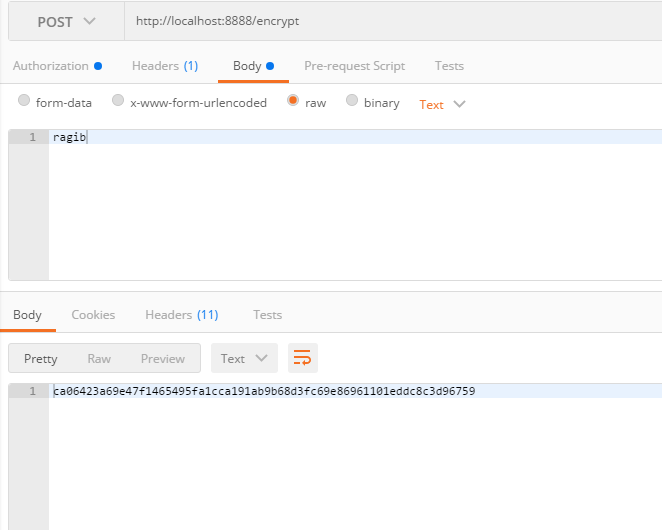 POST http://localhost:8888/encrypt
Authorization Headers (1) Body Pre-request Script Tests
form-data x-www-form-urlencoded raw binary Text
1 ragib
Body Cookies Headers (11) Tests
Pretty Raw Preview Text
1 ca06423a69e47f1465495fa1cca191ab9b68d3fc69e86961101eddc8c3d96759